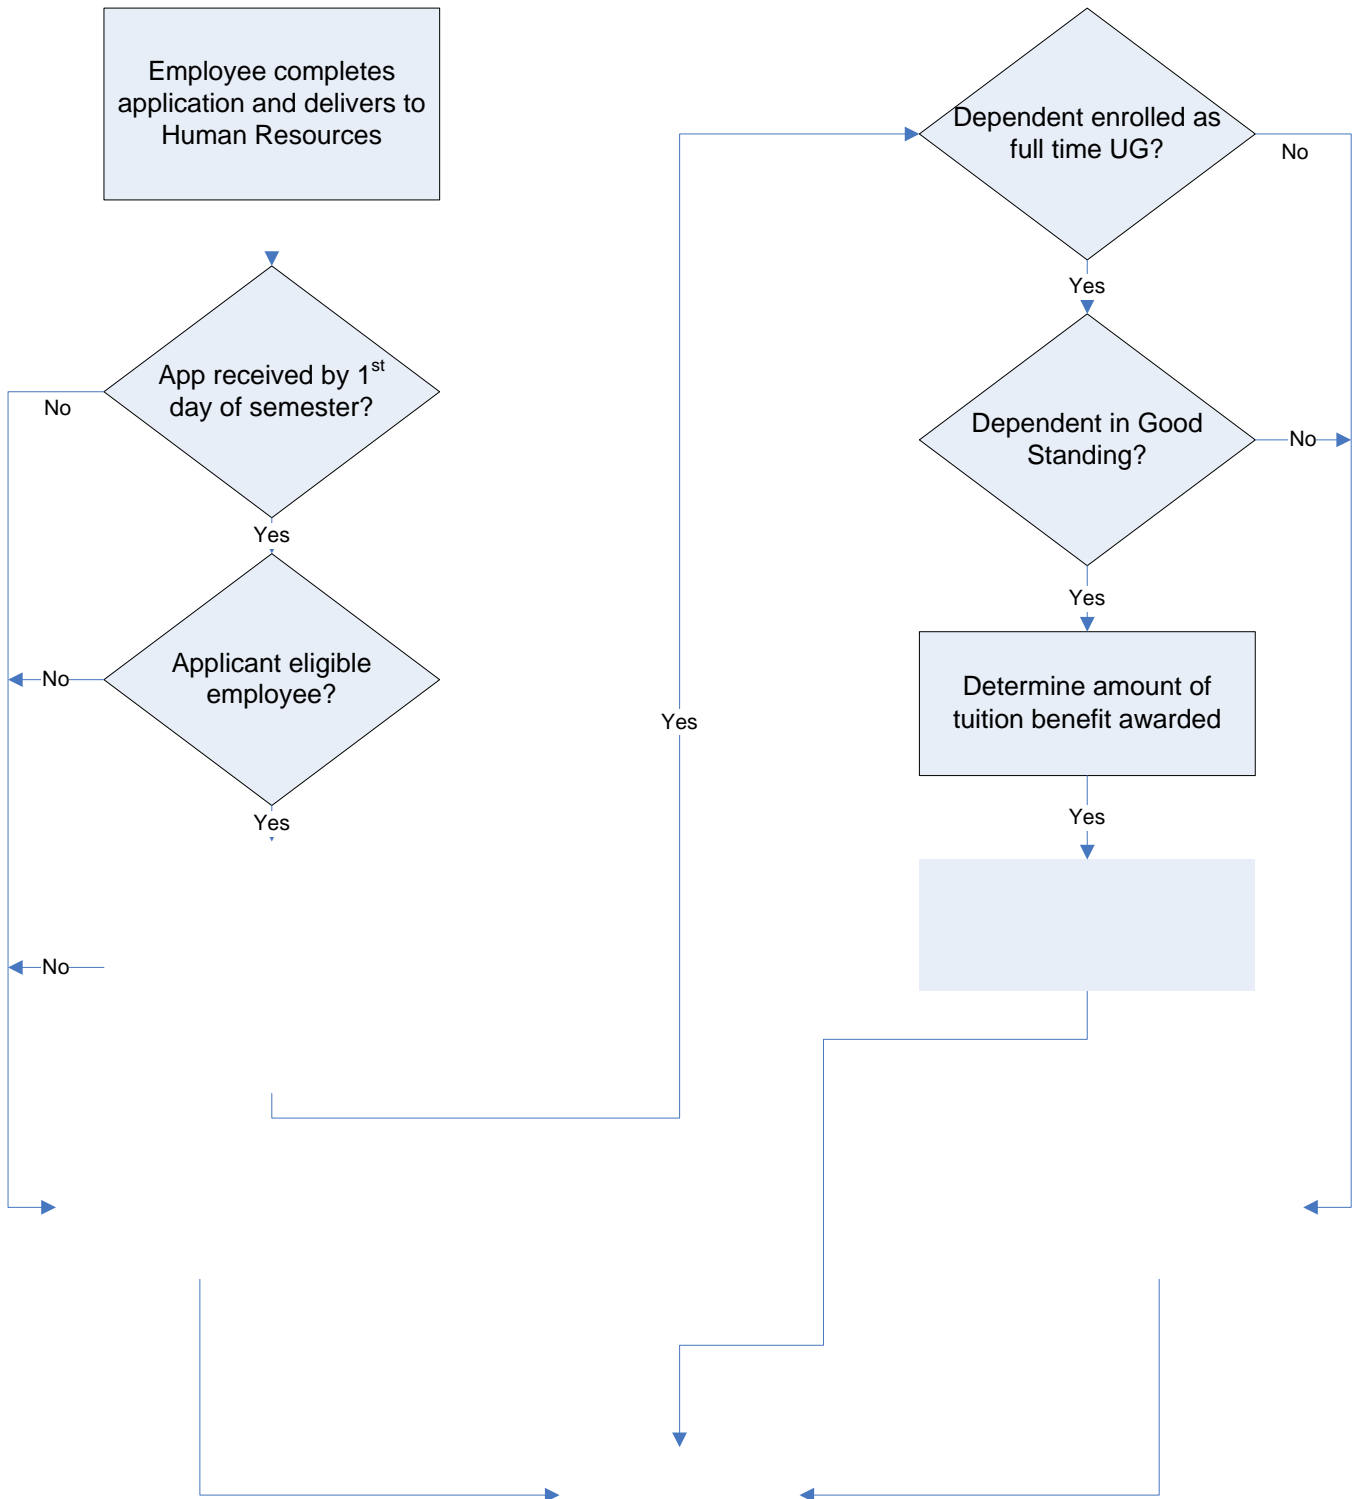 Employee completes
application and delivers to
Human Resources
App received by 1st
day of semester?
No
Yes
Applicant eligible
employee?
No
Yes
No
Yes
Dependent enrolled as
full time UG?
No
Yes
Dependent in Good
Standing?
No
Yes
Determine amount of
tuition benefit awarded
Yes